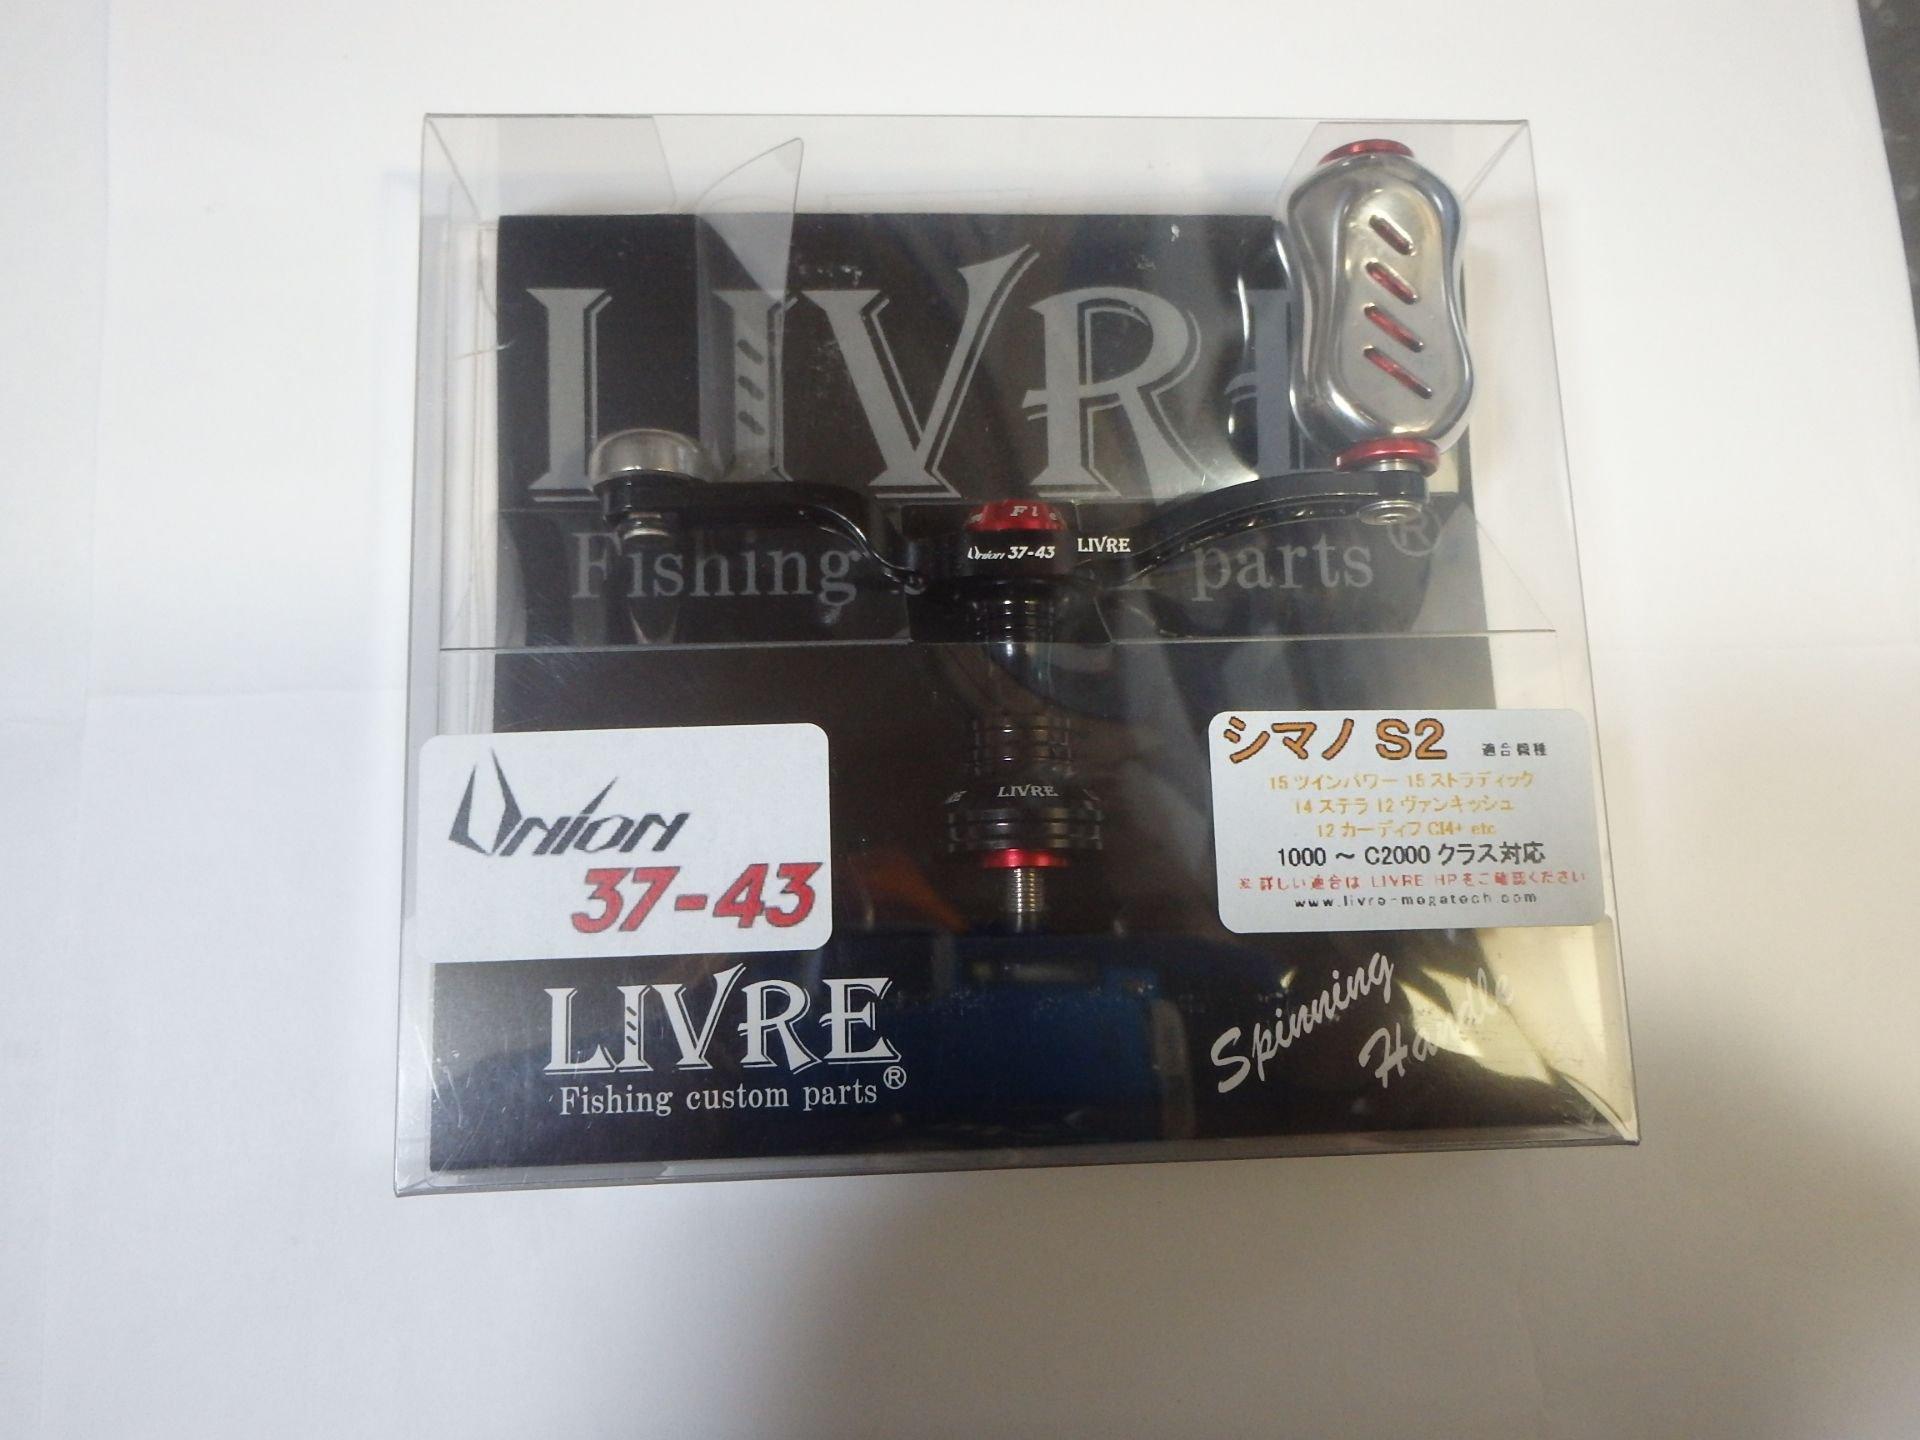 LIVRE
Fishing custom parts®
Union 37-43
LIVRE
LIVRE
Union
37-43
シマノ S2 適合機種
15 ツインパワー 15 ストラディック
14 ステラ 12 ヴァンキッシュ
12 カーディフ CI4+ etc
1000 ～ C2000 クラス対応
※ 詳しい適合は LIVRE HP をご確認ください
www.livre-megatech.com
LIVRE
Fishing custom parts®
Spinning
Handle